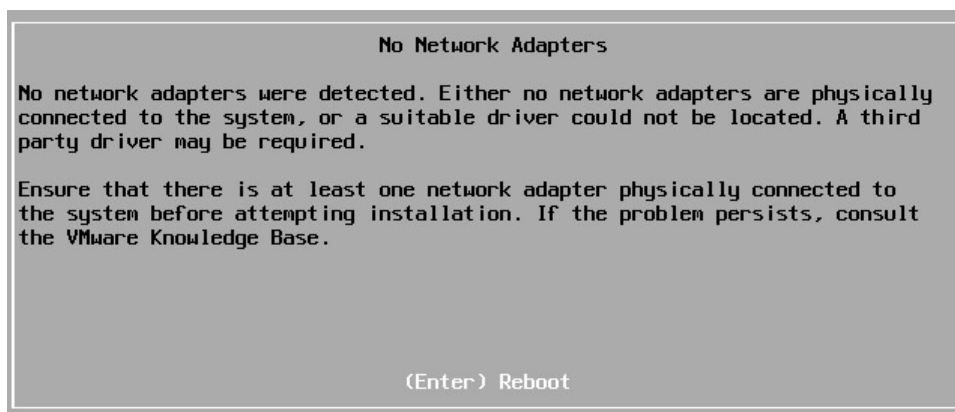 No Network Adapters
No network adapters were detected. Either no network adapters are physically
connected to the system, or a suitable driver could not be located. A third
party driver may be required.
Ensure that there is at least one network adapter physically connected to
the system before attempting installation. If the problem persists, consult
the VMware Knowledge Base.
(Enter) Reboot